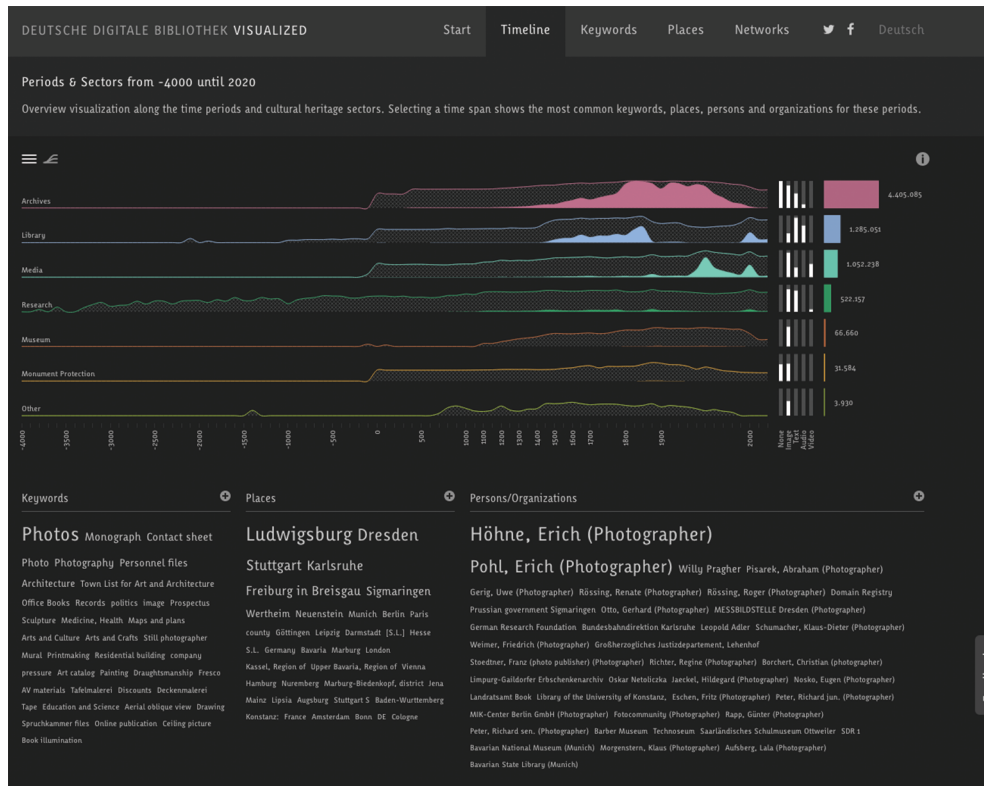 DEUTSCHE DIGITALE BIBLIOTHEK VISUALIZED
Start Timeline Keywords Places Networks Deutsch
Periods & Sectors from -4000 until 2020
Overview visualization along the time periods and cultural heritage sectors. Selecting a time span shows the most common keywords, places, persons and organizations for these periods.
Archives 4.405.085
Library 1.285.051
Media 1.052.238
Research 522.157
Museum 66.660
Monument Protection 31.584
Other 3.930
-4000 -3500 -3000 -2500 -2000 -1500 -1000 -500 0 500 1000 1100 1200 1300 1400 1500 1600 1700 1800 1900 2000 None Image Text Audio Video
Keywords
Photos Monograph Contact sheet
Photo Photography Personnel files
Architecture Town List for Art and Architecture
Office Books Records politics image Prospectus
Sculpture Medicine, Health Maps and plans
Arts and Culture Arts and Crafts Still photographer
Mural Printmaking Residential building company
pressure Art catalog Painting Draughtsmanship Fresco
AV materials Tafelmalerei Discounts Deckenmalerei
Tape Education and Science Aerial oblique view Drawing
Spruchkammer files Online publication Ceiling picture
Book illumination
Places
Ludwigsburg Dresden
Stuttgart Karlsruhe
Freiburg in Breisgau Sigmaringen
Wertheim Neuenstein Munich Berlin Paris
county Göttingen Leipzig Darmstadt [S.L.] Hesse
S.L. Germany Bavaria Marburg London
Kassel, Region of Upper Bavaria, Region of Vienna
Hamburg Nuremberg Marburg-Biedenkopf, district Jena
Mainz Lipsia Augsburg Stuttgart S Baden-Wurttemberg
Konstanz: France Amsterdam Bonn DE Cologne
Persons/Organizations
Höhne, Erich (Photographer)
Pohl, Erich (Photographer) Willy Pragher Pisarek, Abraham (Photographer)
Gerig, Uwe (Photographer) Rössing, Renate (Photographer) Rössing, Roger (Photographer) Domain Registry
Prussian government Sigmaringen Otto, Gerhard (Photographer) MESSBILDSTELLE Dresden (Photographer)
German Research Foundation Bundesbahndirektion Karlsruhe Leopold Adler Schumacher, Klaus-Dieter (Photographer)
Weimer, Friedrich (Photographer) Großherzogliches Justizdepartement, Lehenhof
Stoedtner, Franz (photo publisher) (Photographer) Richter, Regine (Photographer) Borchert, Christian (photographer)
Limpurg-Gaildorfer Erbschenkenarchiv Oskar Netoliczka Jaeckel, Hildegard (Photographer) Nosko, Eugen (Photographer)
Landratsamt Book Library of the University of Konstanz, Eschen, Fritz (Photographer) Peter, Richard jun. (Photographer)
MIK-Center Berlin GmbH (Photographer) Fotocommunity (Photographer) Rapp, Günter (Photographer)
Peter, Richard sen. (Photographer) Barber Museum Technoseum Saarländisches Schulmuseum Ottweiler SDR 1
Bavarian National Museum (Munich) Morgenstern, Klaus (Photographer) Aufsberg, Lala (Photographer)
Bavarian State Library (Munich)